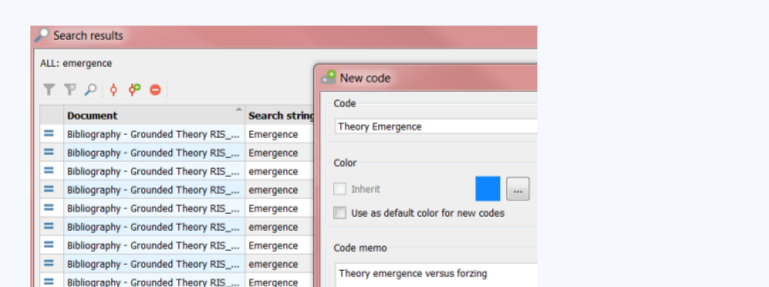 Search results
ALL: emergence
Document Search string
Bibliography - Grounded Theory RIS_... Emergence
Bibliography - Grounded Theory RIS_... Emergence
Bibliography - Grounded Theory RIS_... emergence
Bibliography - Grounded Theory RIS_... emergence
Bibliography - Grounded Theory RIS_... Emergence
Bibliography - Grounded Theory RIS_... Emergence
Bibliography - Grounded Theory RIS_... emergence
Bibliography - Grounded Theory RIS_... emergence
Bibliography - Grounded Theory RIS_... Emergence
New code
Code
Theory Emergence
Color
Inherit
...
Use as default color for new codes
Code memo
Theory emergence versus forzing